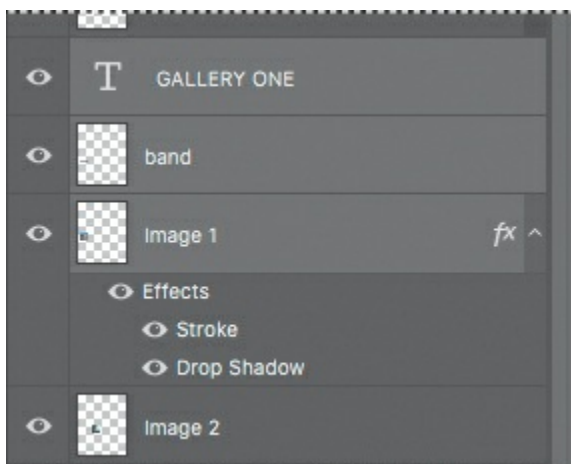 T GALLERY ONE
band
Image 1 fx
Effects
Stroke
Drop Shadow
Image 2